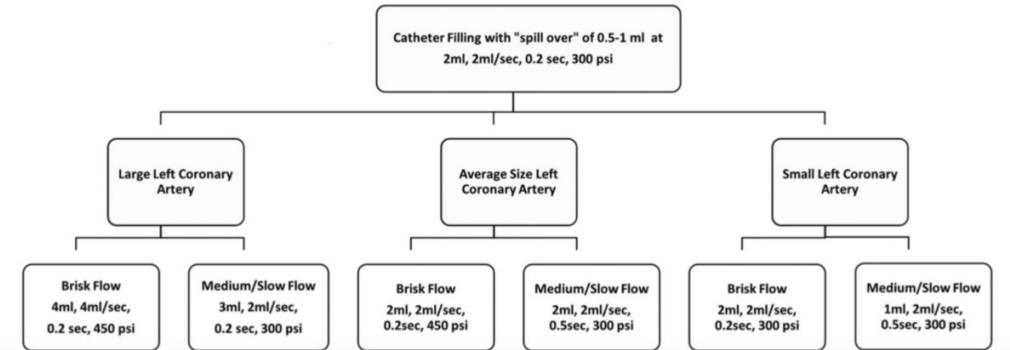 Catheter Filling with "spill over" of 0.5-1 ml at
2ml, 2ml/sec, 0.2 sec, 300 psi
Large Left Coronary
Artery
Average Size Left
Coronary Artery
Small Left Coronary
Artery
Brisk Flow
4ml, 4ml/sec,
0.2 sec, 450 psi
Medium/Slow Flow
3ml, 2ml/sec,
0.2 sec, 300 psi
Brisk Flow
2ml, 2ml/sec,
0.2sec, 450 psi
Medium/Slow Flow
2ml, 2ml/sec,
0.5sec, 300 psi
Brisk Flow
2ml, 2ml/sec,
0.2sec, 300 psi
Medium/Slow Flow
1ml, 2ml/sec,
0.5sec, 300 psi